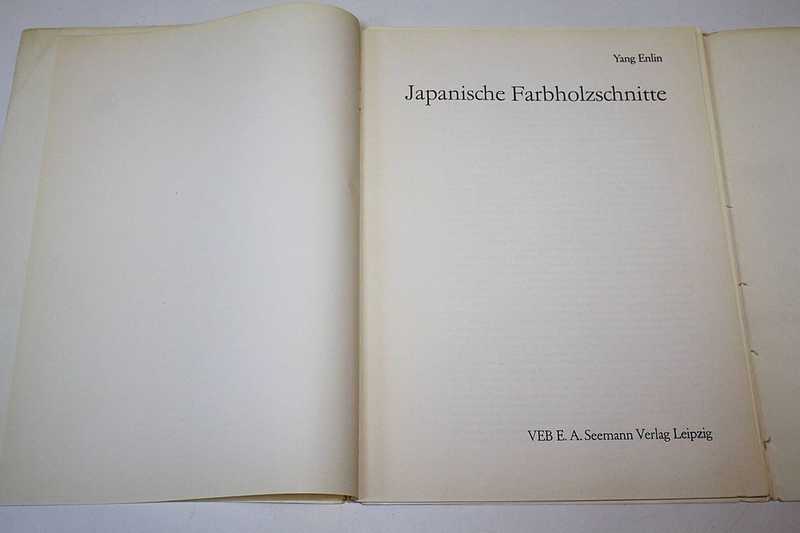 Yang Enlin
Japanische Farbholzschnitte
VEB E. A. Seemann Verlag Leipzig